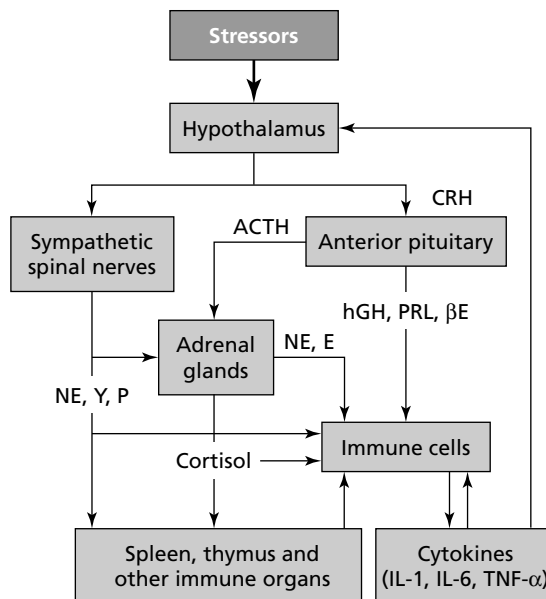 Stressors
Hypothalamus
CRH
Sympathetic
spinal nerves
ACTH
Anterior pituitary
hGH, PRL, βE
Adrenal
glands
NE, E
NE, Y, P
Cortisol
Immune cells
Spleen, thymus and
other immune organs
Cytokines
(IL-1, IL-6, TNF-α)